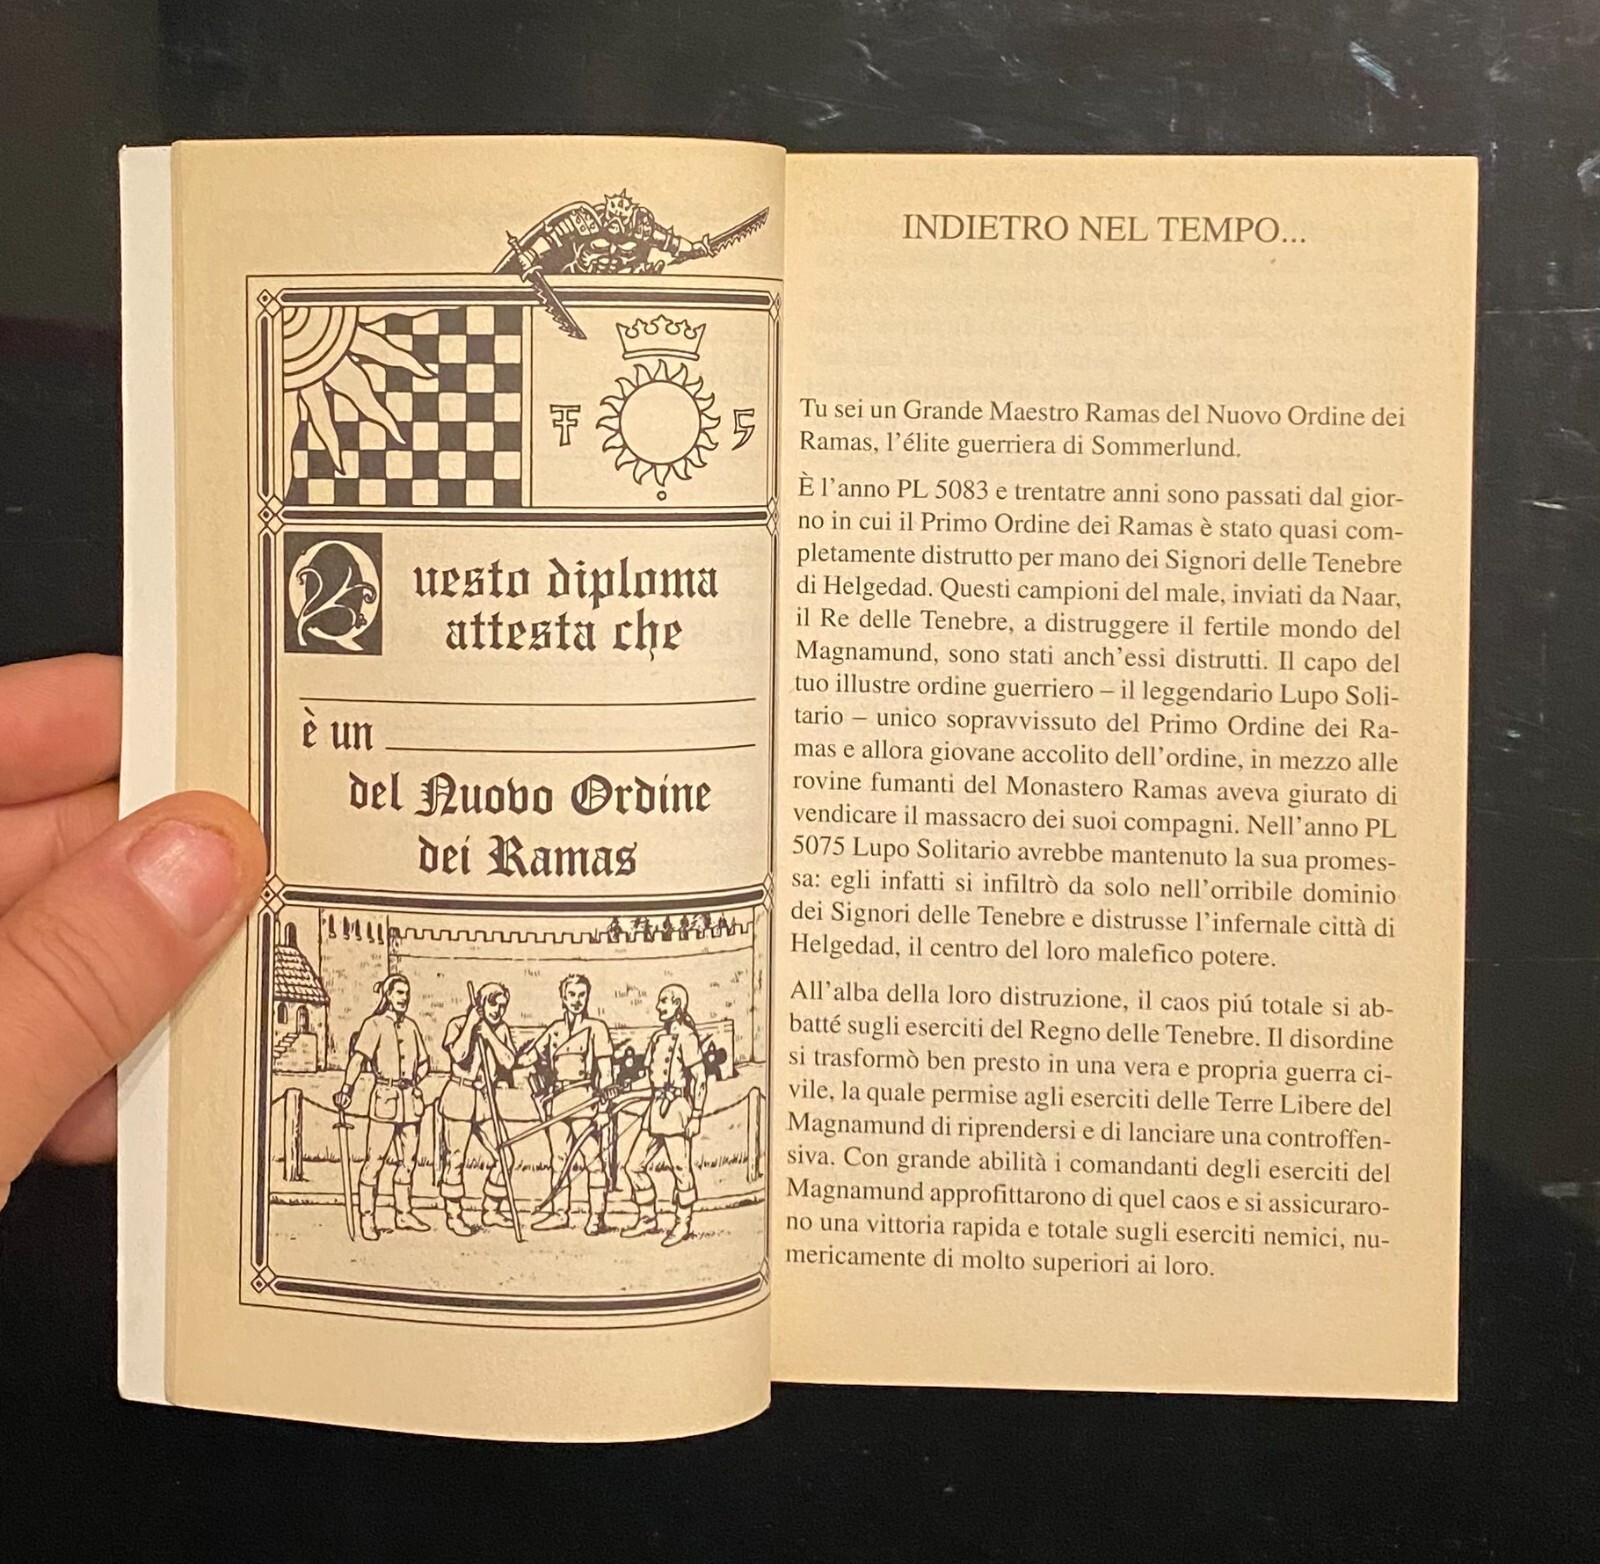 Questo diploma
attesta che
è un
del Nuovo Ordine
dei Ramas
INDIETRO NEL TEMPO...
Tu sei un Grande Maestro Ramas del Nuovo Ordine dei
Ramas, l'élite guerriera di Sommerlund.
È l'anno PL 5083 e trentatre anni sono passati dal gior-
no in cui il Primo Ordine dei Ramas è stato quasi com-
pletamente distrutto per mano dei Signori delle Tenebre
di Helgedad. Questi campioni del male, inviati da Naar,
il Re delle Tenebre, a distruggere il fertile mondo del
Magnamund, sono stati anch'essi distrutti. Il capo del
tuo illustre ordine guerriero – il leggendario Lupo Soli-
tario – unico sopravvissuto del Primo Ordine dei Ra-
mas e allora giovane accolito dell'ordine, in mezzo alle
rovine fumanti del Monastero Ramas aveva giurato di
vendicare il massacro dei suoi compagni. Nell'anno PL
5075 Lupo Solitario avrebbe mantenuto la sua promes-
sa: egli infatti si infiltrò da solo nell'orribile dominio
dei Signori delle Tenebre e distrusse l'infernale città di
Helgedad, il centro del loro malefico potere.
All'alba della loro distruzione, il caos piú totale si ab-
batté sugli eserciti del Regno delle Tenebre. Il disordine
si trasformò ben presto in una vera e propria guerra ci-
vile, la quale permise agli eserciti delle Terre Libere del
Magnamund di riprendersi e di lanciare una controffen-
siva. Con grande abilità i comandanti degli eserciti del
Magnamund approfittarono di quel caos e si assicuraro-
no una vittoria rapida e totale sugli eserciti nemici, nu-
mericamente di molto superiori ai loro.